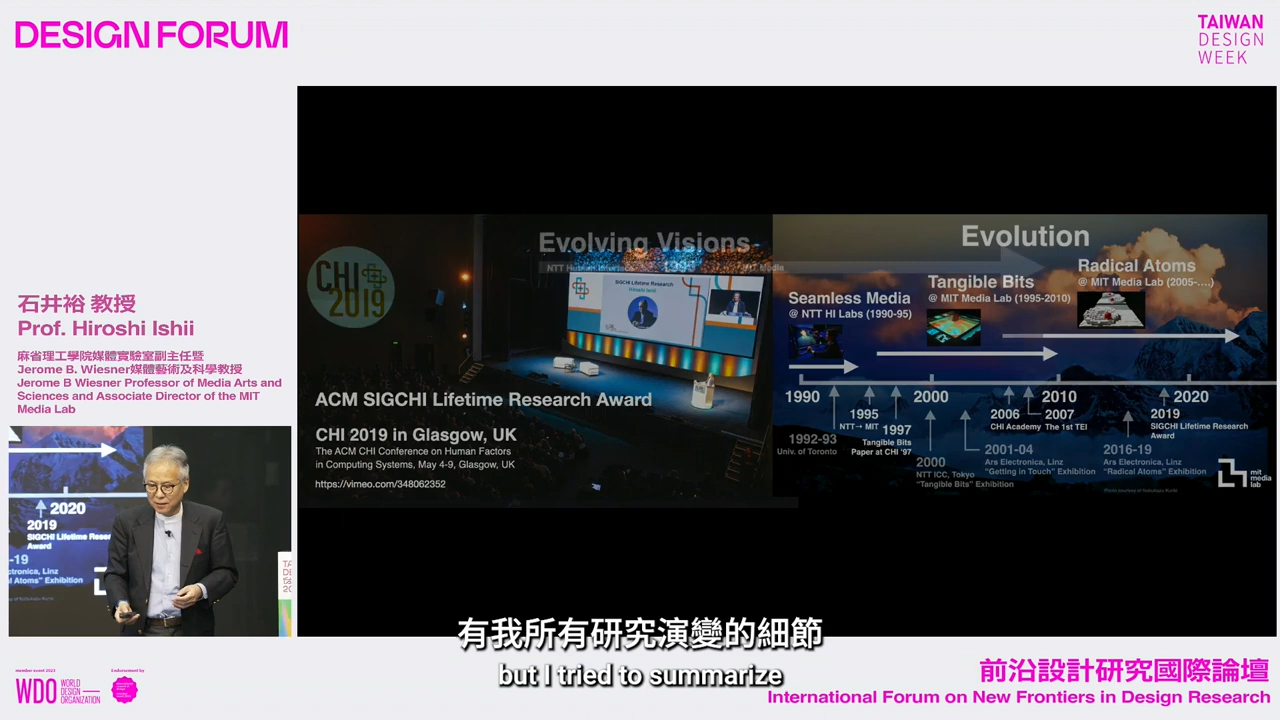 DESIGN FORUM
TAIWAN
DESIGN
WEEK
石井裕 教授
Prof. Hiroshi Ishii
麻省理工學院媒體實驗室副主任暨
Jerome B. Wiesner媒體藝術及科學教授
Jerome B Wiesner Professor of Media Arts and
Sciences and Associate Director of the MIT
Media Lab
CHI
2019
Evolving Visions
SIGCHI Lifetime Research
ACM SIGCHI Lifetime Research Award
CHI 2019 in Glasgow, UK
The ACM CHI Conference on Human Factors
in Computing Systems, May 4-9, Glasgow, UK
https://vimeo.com/348062352
Evolution
Seamless Media
@ NTT HI Labs (1990-95)
Tangible Bits
@ MIT Media Lab (1995-2010)
Radical Atoms
@ MIT Media Lab (2005-....)
1990
2000
2010
2020
1992-93
Univ. of Toronto
1995
NTT→ MIT
1997
Tangible Bits
Paper at CHI '97
2000
NTT ICC, Tokyo
“Tangible Bits” Exhibition
2001-04
Ars Electronica, Linz
“Getting in Touch” Exhibition
2006
CHI Academy
2007
The 1st TEI
2016-19
Ars Electronica, Linz
“Radical Atoms” Exhibition
2019
SIGCHI Lifetime Research
Award
mit
media
lab
2020
2019
SIGCHI Lifetime Resea
Award
-19
ctronica, Linz
l Atoms” Exhibition
有我所有研究演變的細節
but I tried to summarize
WDO
WORLD
DESIGN
ORGANIZATION
前沿設計研究國際論壇
International Forum on New Frontiers in Design Research